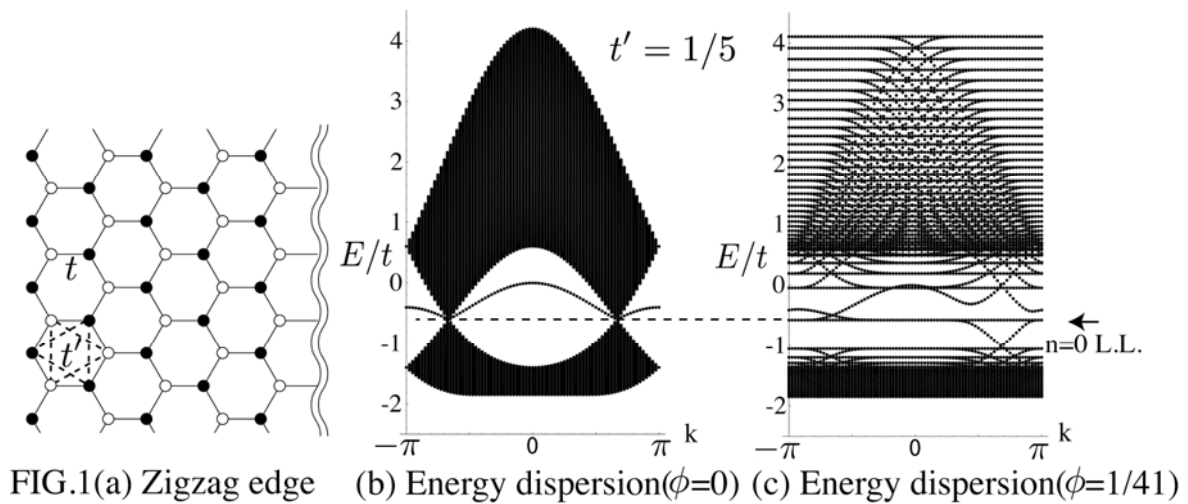 t
t'
FIG.1(a) Zigzag edge
t' = 1/5
4
3
2
1
E/t
0
-1
-2
−π
0
π
k
(b) Energy dispersion(ϕ=0)
4
3
2
1
E/t
0
-1
-2
−π
0
π
k
n=0 L.L.
(c) Energy dispersion(ϕ=1/41)